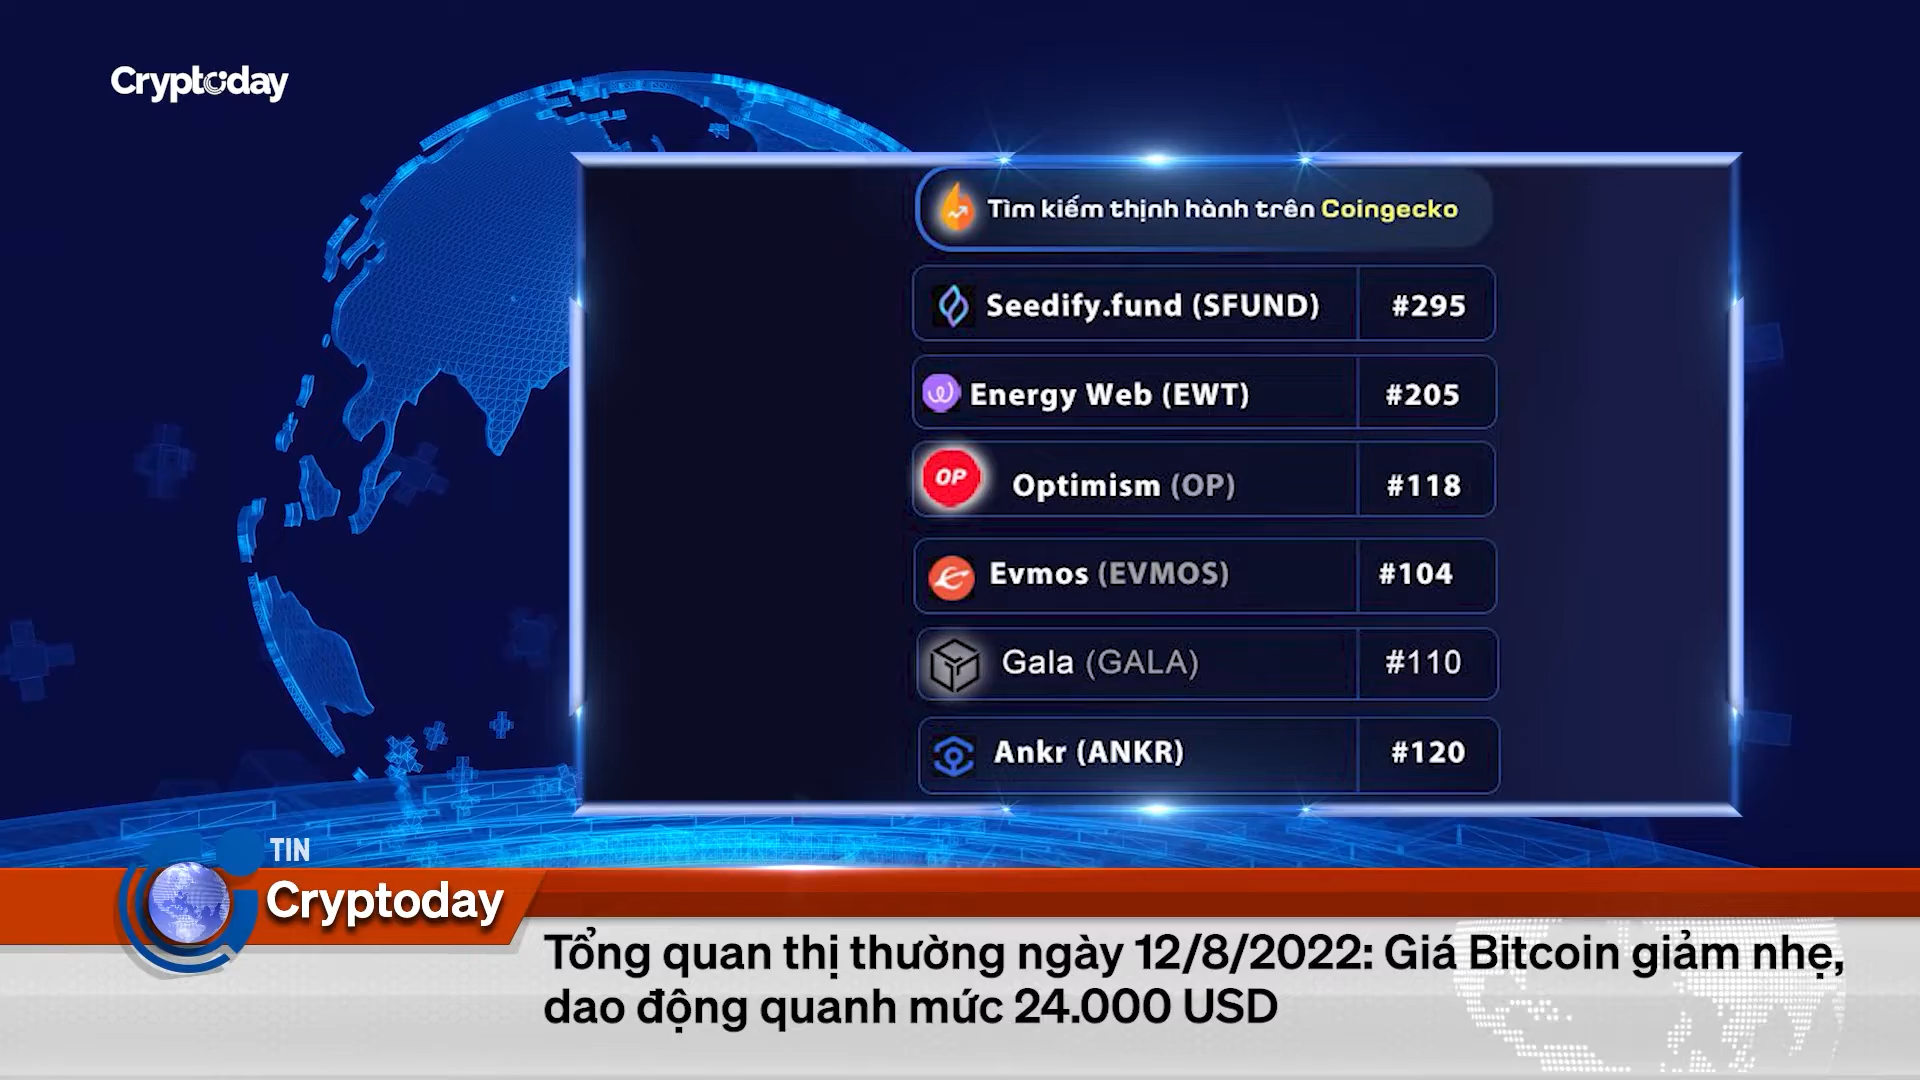 Cryptoday
Tìm kiếm thịnh hành trên Coingecko
Seedify.fund (SFUND) #295
Energy Web (EWT) #205
OP Optimism (OP) #118
Evmos (EVMOS) #104
Gala (GALA) #110
Ankr (ANKR) #120
TIN
Cryptoday
Tổng quan thị thường ngày 12/8/2022: Giá Bitcoin giảm nhẹ,
dao động quanh mức 24.000 USD